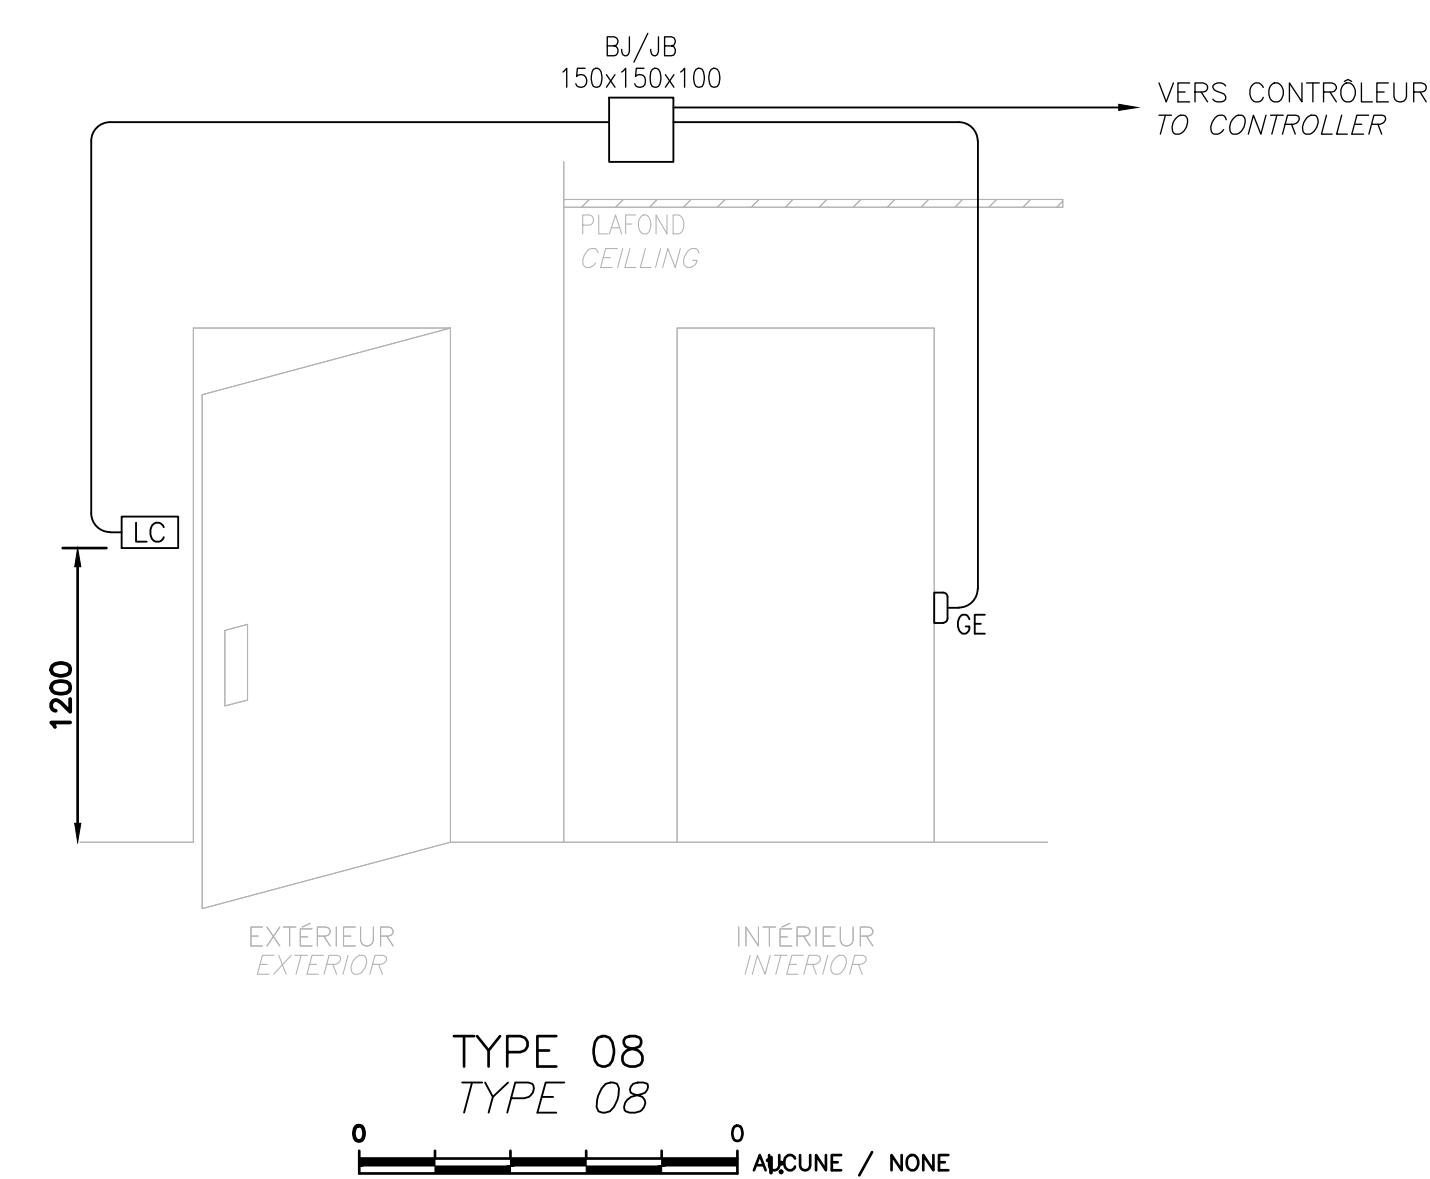 BJ/JB
150x150x100
VERS CONTRÔLEUR
TO CONTROLLER
PLAFOND
CEILLING
LC
1200
GE
EXTÉRIEUR
EXTERIOR
INTÉRIEUR
INTERIOR
TYPE 08
TYPE 08
0 0
1: AUCUNE / NONE